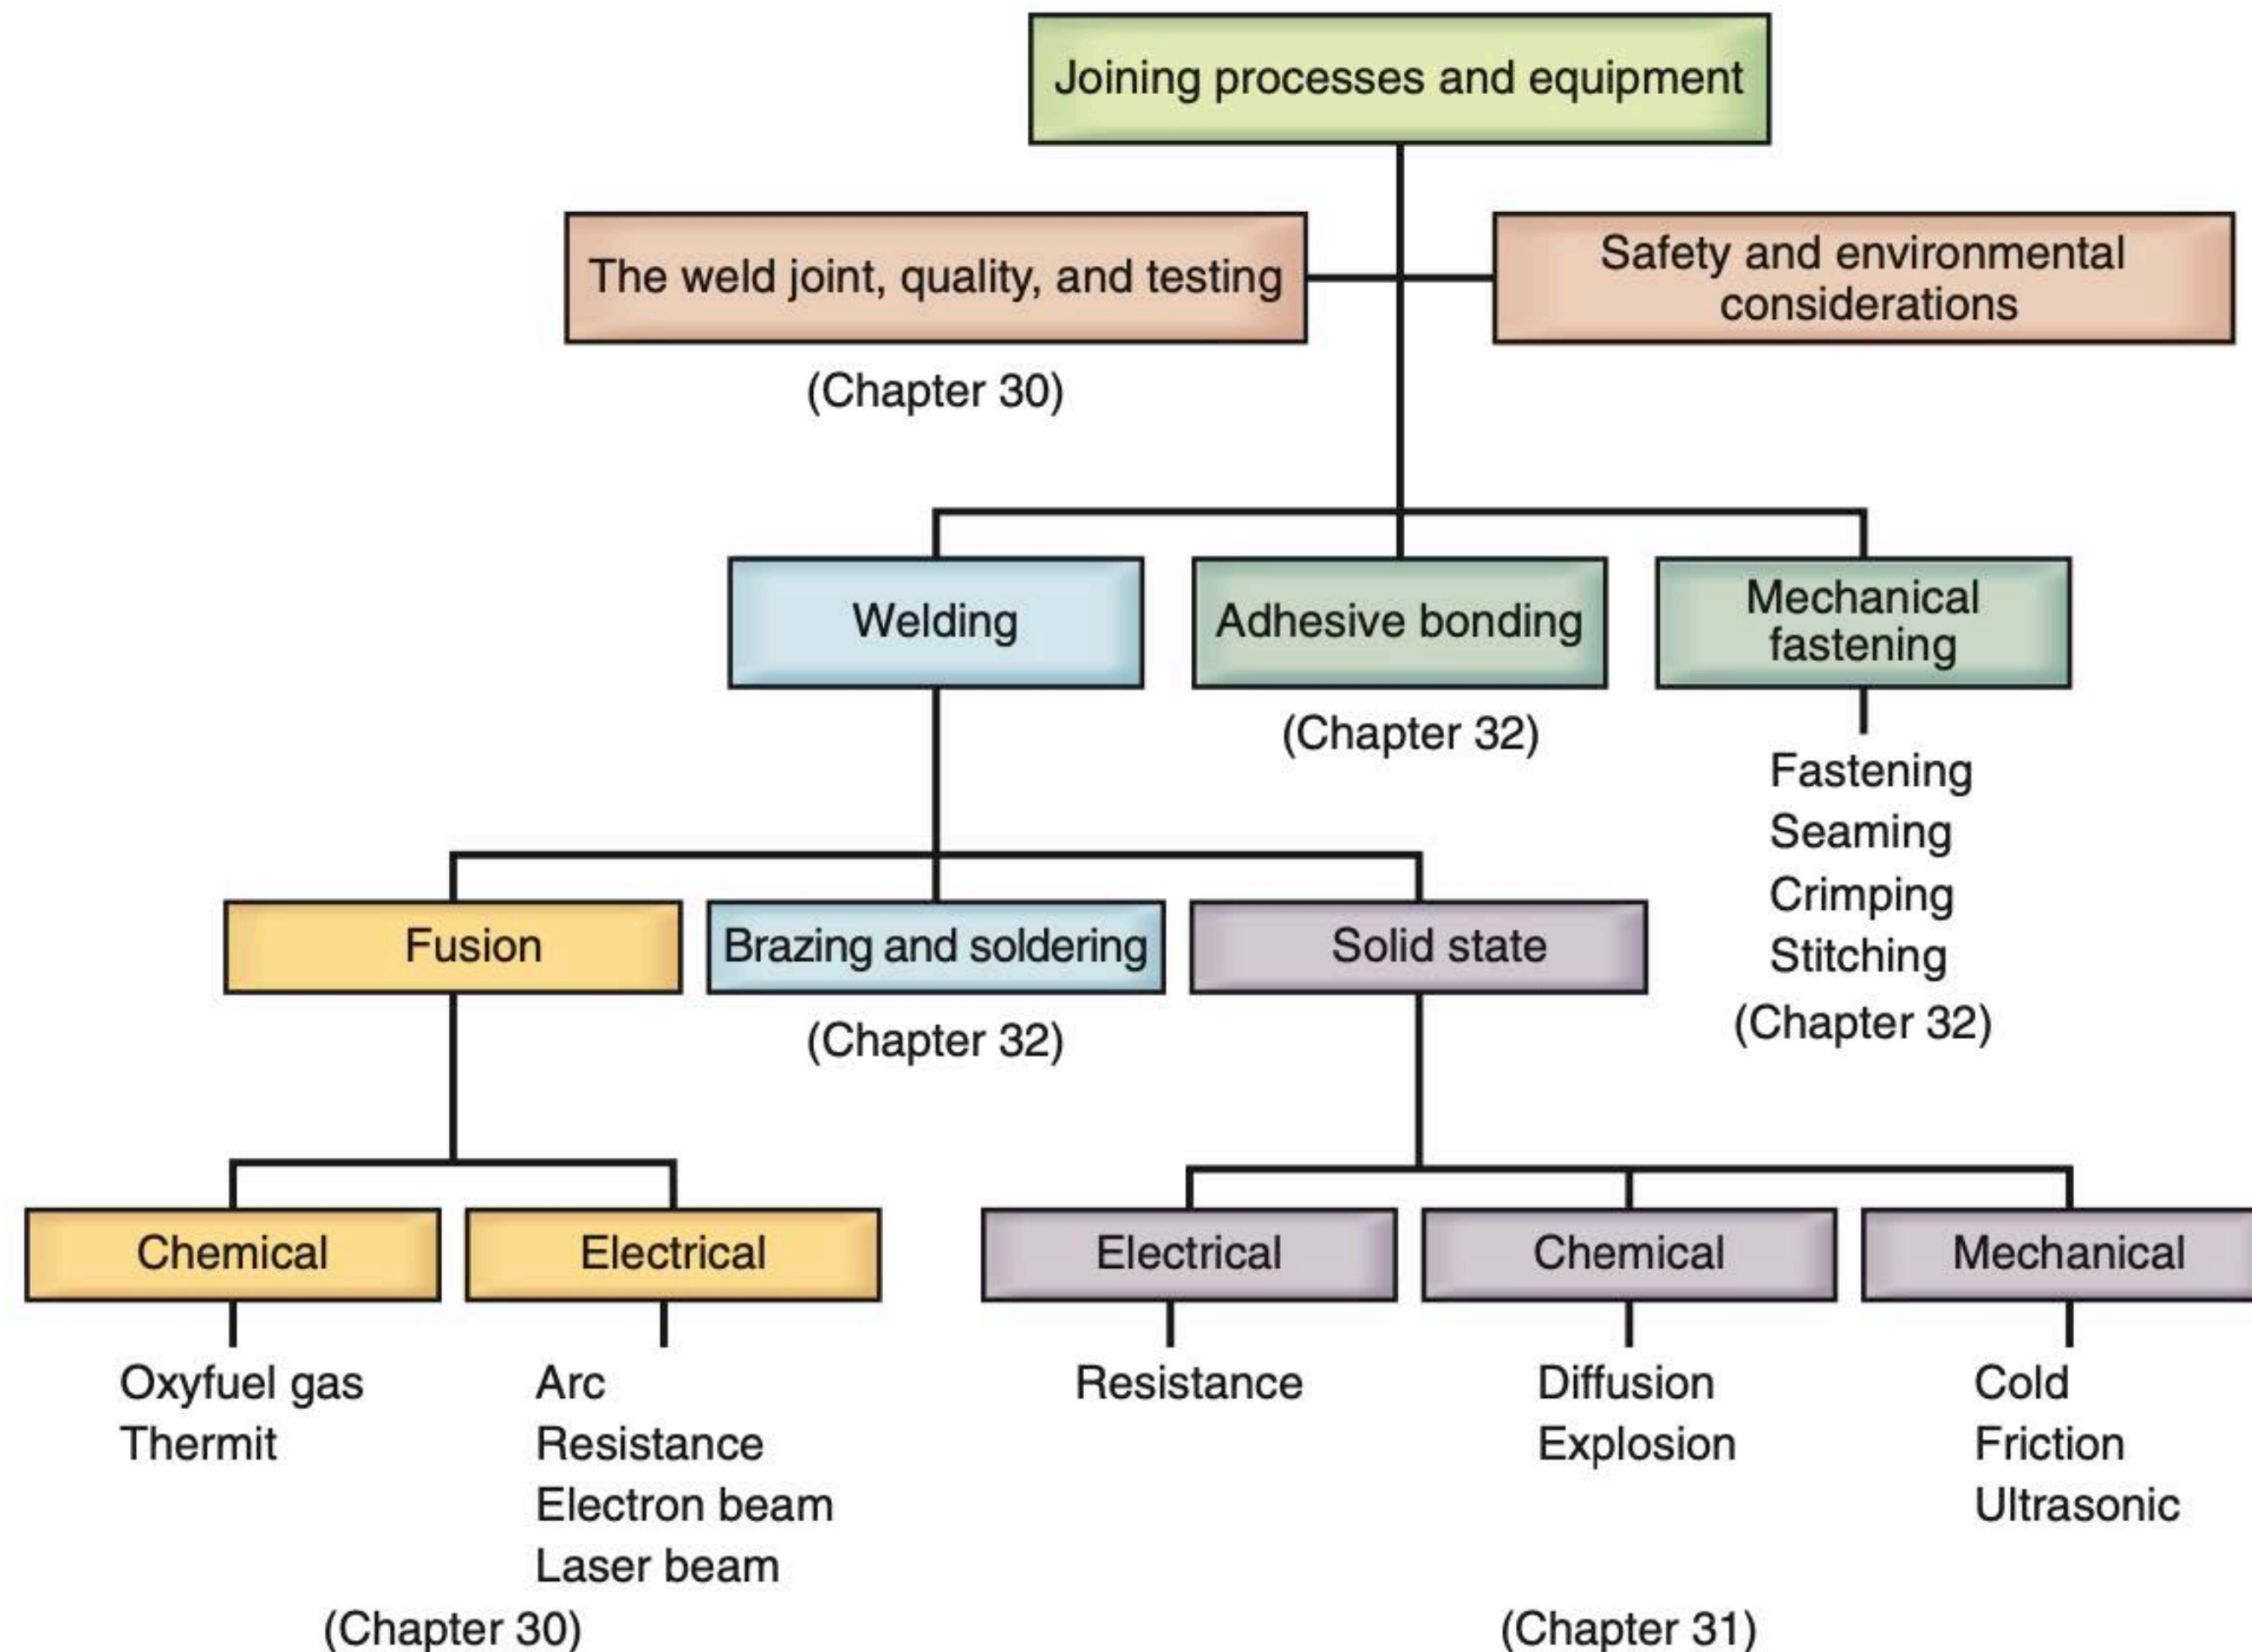 Joining processes and equipment
The weld joint, quality, and testing
Safety and environmental
considerations
(Chapter 30)
Welding
Adhesive bonding
Mechanical
fastening
(Chapter 32)
Fastening
Seaming
Crimping
Stitching
(Chapter 32)
Fusion
Brazing and soldering
Solid state
(Chapter 32)
Chemical
Electrical
Electrical
Chemical
Mechanical
Oxyfuel gas
Thermit
Arc
Resistance
Electron beam
Laser beam
(Chapter 30)
Resistance
Diffusion
Explosion
Cold
Friction
Ultrasonic
(Chapter 31)